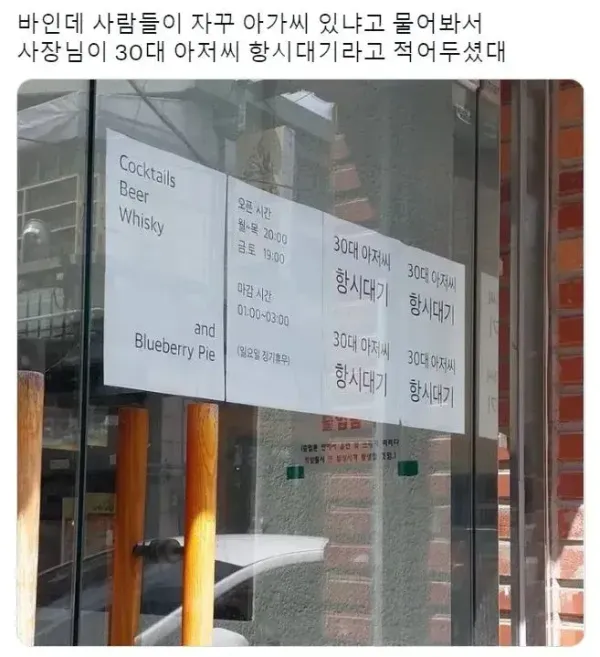 바인데 사람들이 자꾸 아가씨 있냐고 물어봐서
사장님이 30대 아저씨 항시대기라고 적어두셨대
Cocktails
Beer
Whisky
and
Blueberry Pie
오픈 시간
월~목 20:00
금토 19:00
마감 시간
01:00~03:00
(일요일 정기휴무)
30대 아저씨
항시대기
30대 아저씨
항시대기
30대 아저씨
항시대기
30대 아저씨
항시대기